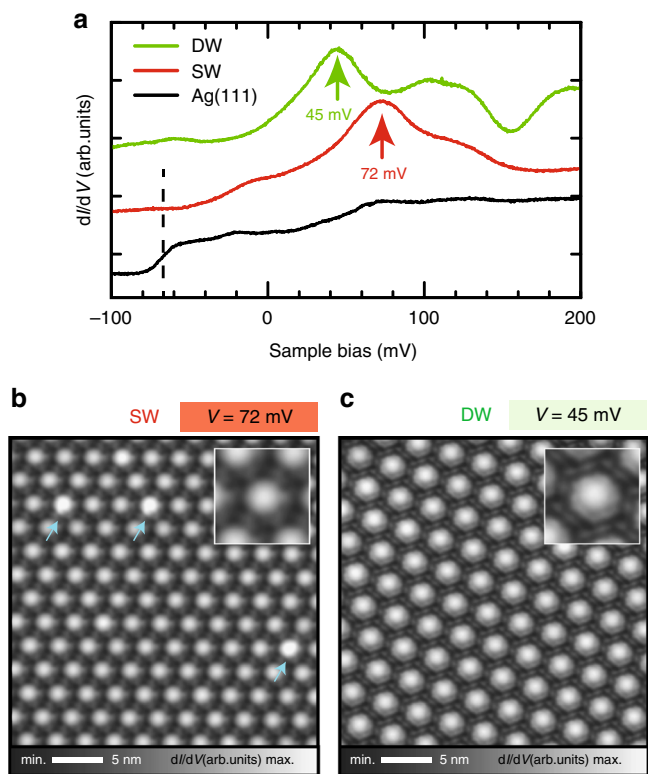 a
DW
SW
Ag(111)
45 mV
72 mV
dI/dV (arb.units)
−100 0 100 200
Sample bias (mV)
b SW V = 72 mV
c DW V = 45 mV
min. 5 nm dI/dV(arb.units) max.
min. 5 nm dI/dV(arb.units) max.